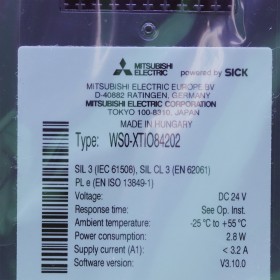 MITSUBISHI ELECTRIC powered by SICK
MITSUBISHI ELECTRIC EUROPE BV
D-40882 RATINGEN, GERMANY
MITSUBISHI ELECTRIC CORPORATION
TOKYO 100-8310, JAPAN
MADE IN HUNGARY
Type: WS0-XTIO84202
SIL 3 (IEC 61508), SIL CL 3 (EN 62061)
PL e (EN ISO 13849-1)
Voltage: DC 24 V
Response time: See Op. Inst.
Ambient temperature: -25 °C to +55 °C
Power consumption: 2.8 W
Sum output currents: < 3.2 A
Software version: V3.10.0